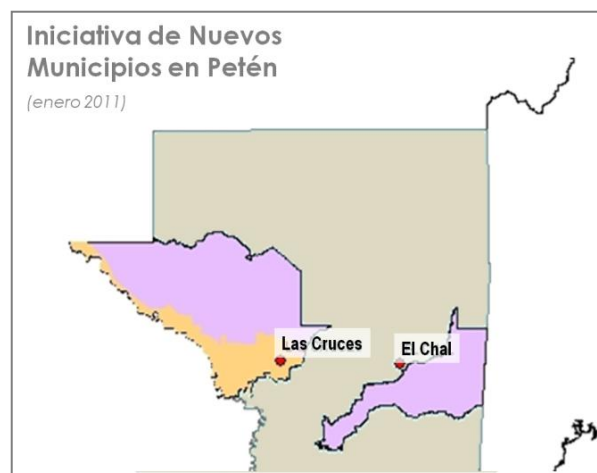 Iniciativa de Nuevos
Municipios en Petén
(enero 2011)
Las Cruces
El Chal